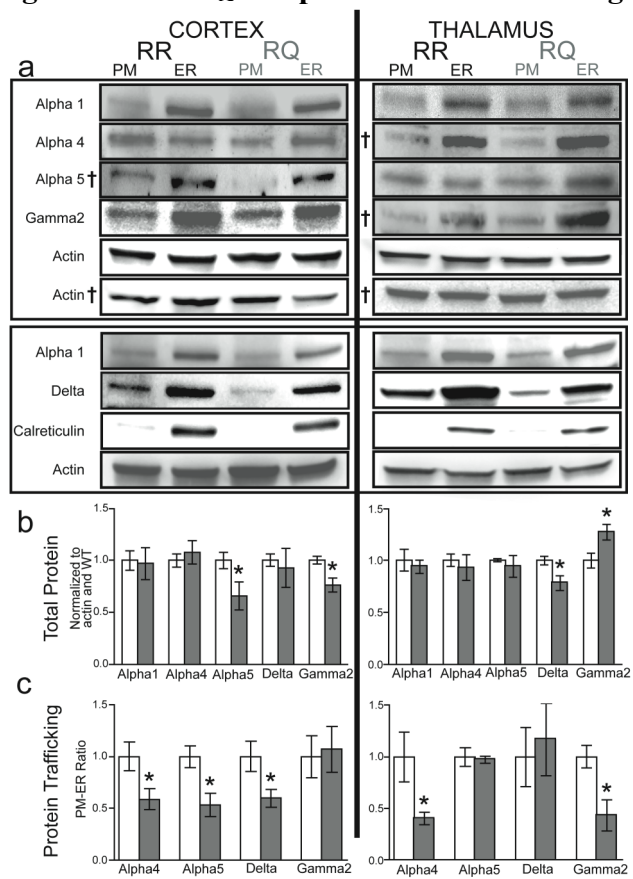 CORTEX THALAMUS
RR RQ RR RQ
PM ER PM ER PM ER PM ER
a
Alpha 1
Alpha 4 †
Alpha 5†
Gamma2 †
Actin
Actin† †
Alpha 1
Delta
Calreticulin
Actin
b
Total Protein
Normalized to
actin and WT
1.5
1.0
0.5
0.0
* *
Alpha1 Alpha4 Alpha5 Delta Gamma2
1.5
1.0
0.5
0.0
* *
Alpha1 Alpha4 Alpha5 Delta Gamma2
c
Protein Trafficking
PM-ER Ratio
1.5
1.0
0.5
0.0
* * *
Alpha4 Alpha5 Delta Gamma2
1.5
1.0
0.5
0.0
* *
Alpha4 Alpha5 Delta Gamma2